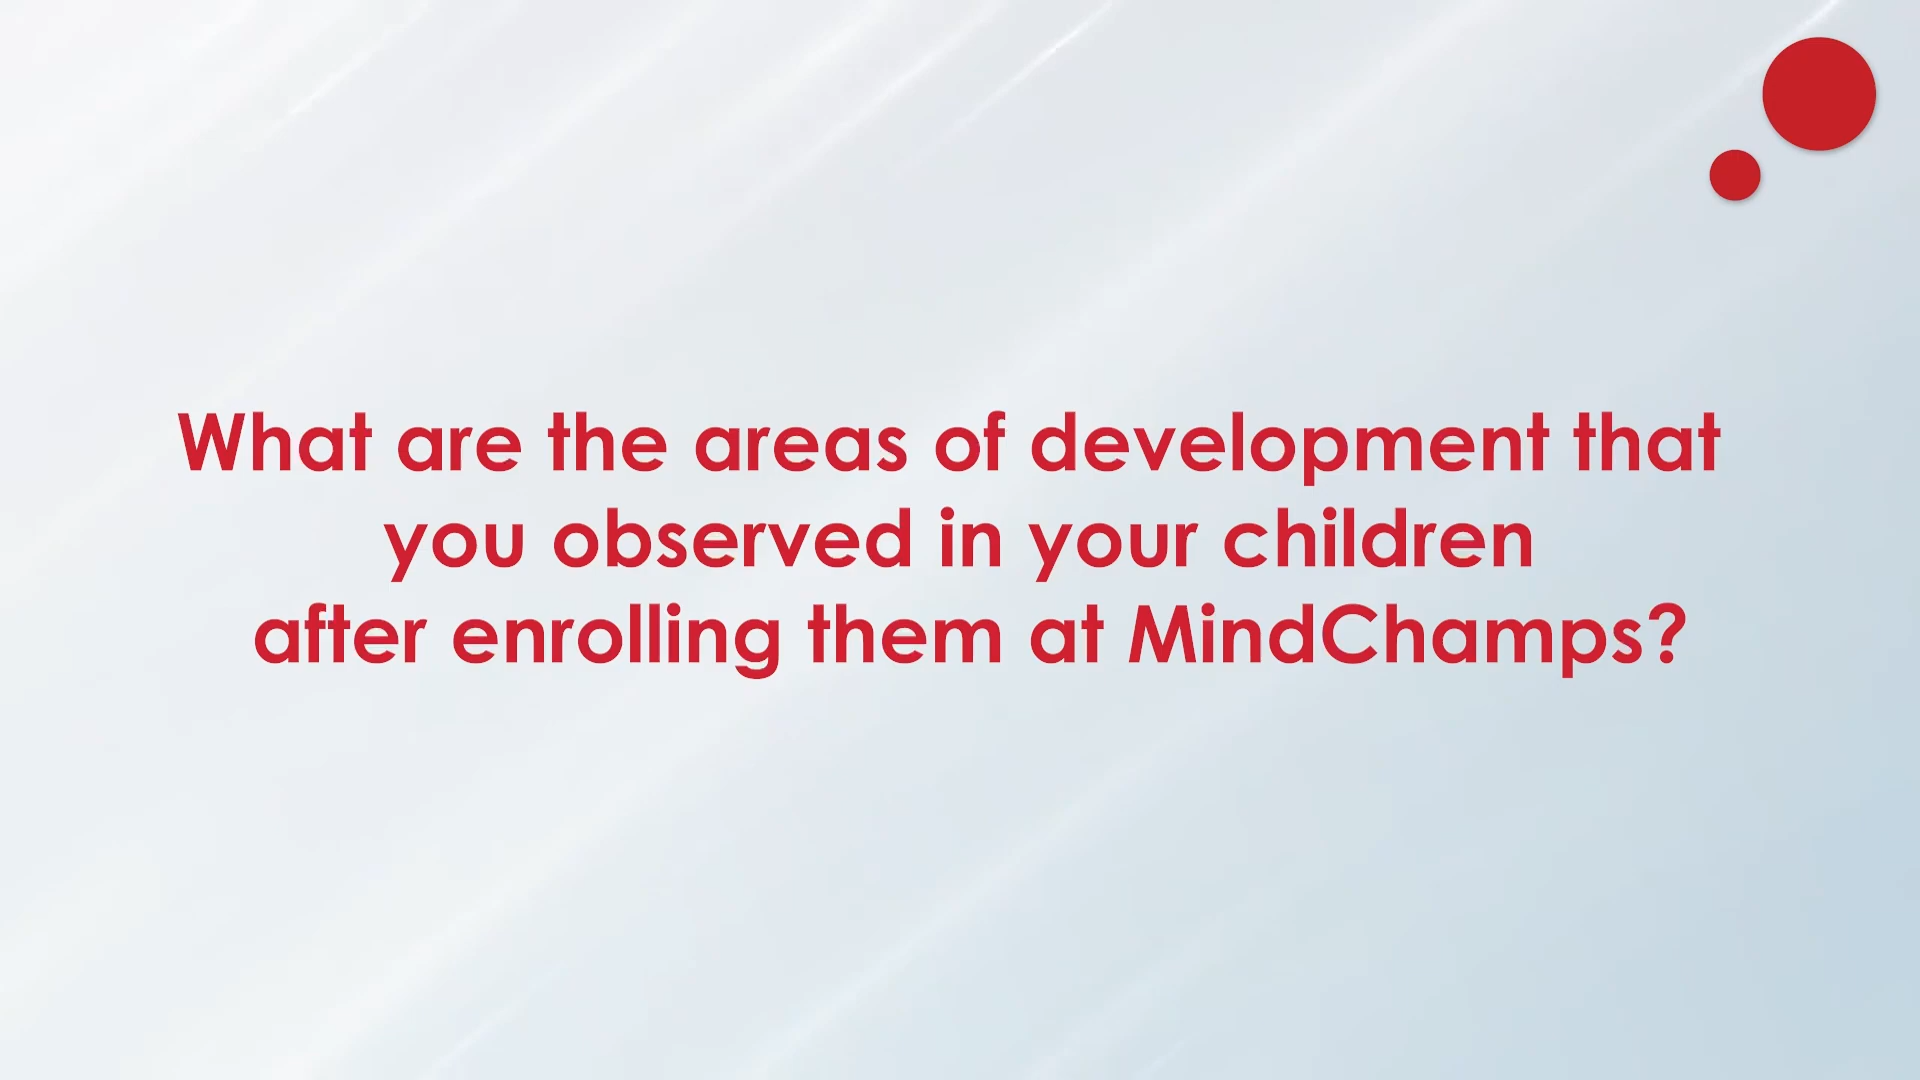 What are the areas of development that
you observed in your children
after enrolling them at MindChamps?